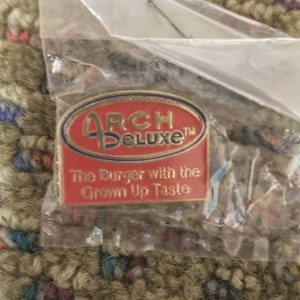 ARCH
DELUXE™
The Burger with the
Grown Up Taste